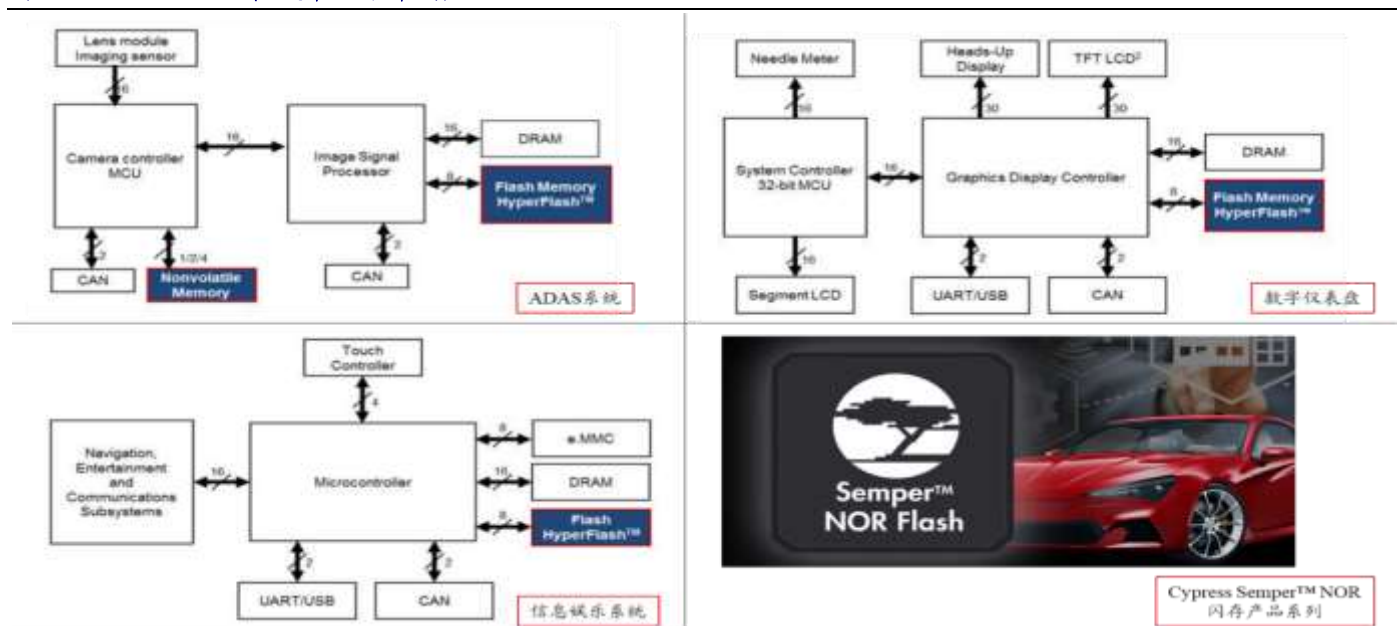 Lens module
Imaging sensor
16
Camera controller
MCU
16
Image Signal
Processor
16
DRAM
8
Flash Memory
HyperFlash™
2
CAN
1/2/4
Nonvolatile
Memory
2
CAN
ADAS系统
Needle Meter
Heads-Up
Display
TFT LCD²
16
30
30
System Controller
32-bit MCU
16
Graphics Display Controller
16
DRAM
8
Flash Memory
HyperFlash™
16
Segment LCD
2
UART/USB
2
CAN
数字仪表盘
Touch
Controller
4
Navigation,
Entertainment
and
Communications
Subsystems
16
Microcontroller
8
e.MMC
16
DRAM
8
Flash
HyperFlash™
2
UART/USB
2
CAN
信息娱乐系统
Semper™
NOR Flash
Cypress Semper™ NOR
闪存产品系列